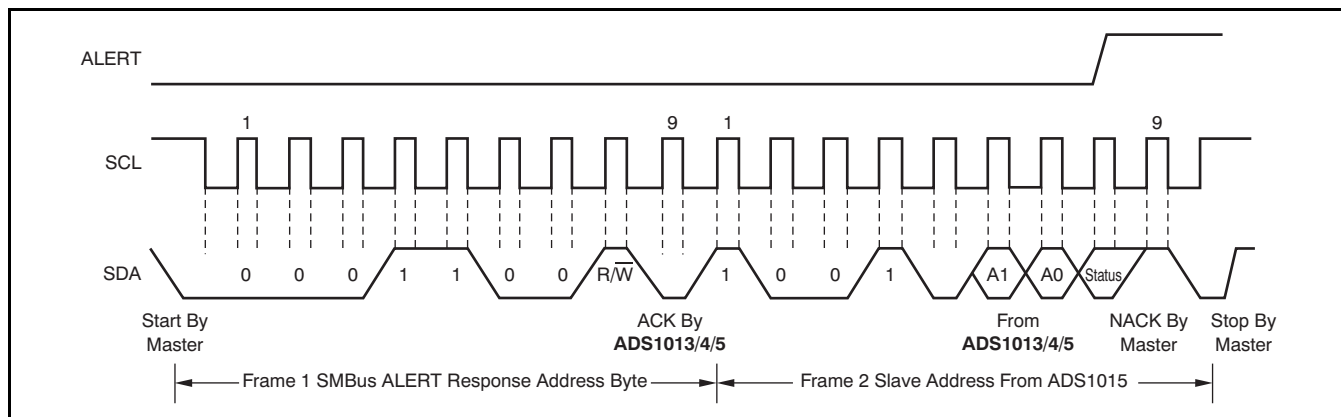 ALERT
1 9 1 9
SCL
SDA 0 0 0 1 1 0 0 R/W̅ 1 0 0 1 A1 A0 Status
Start By
Master
ACK By
ADS1013/4/5
From
ADS1013/4/5
NACK By
Master
Stop By
Master
Frame 1 SMBus ALERT Response Address Byte
Frame 2 Slave Address From ADS1015